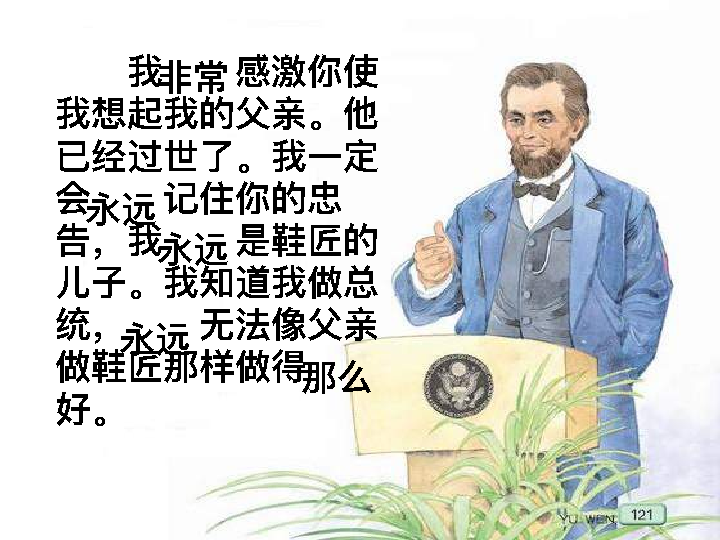 我非常感激你使
我想起我的父亲。他
已经过世了。我一定
会永远记住你的忠
告，我永远是鞋匠的
儿子。我知道我做总
统，永远无法像父亲
做鞋匠那样做得那么
好。
YU WEN 121